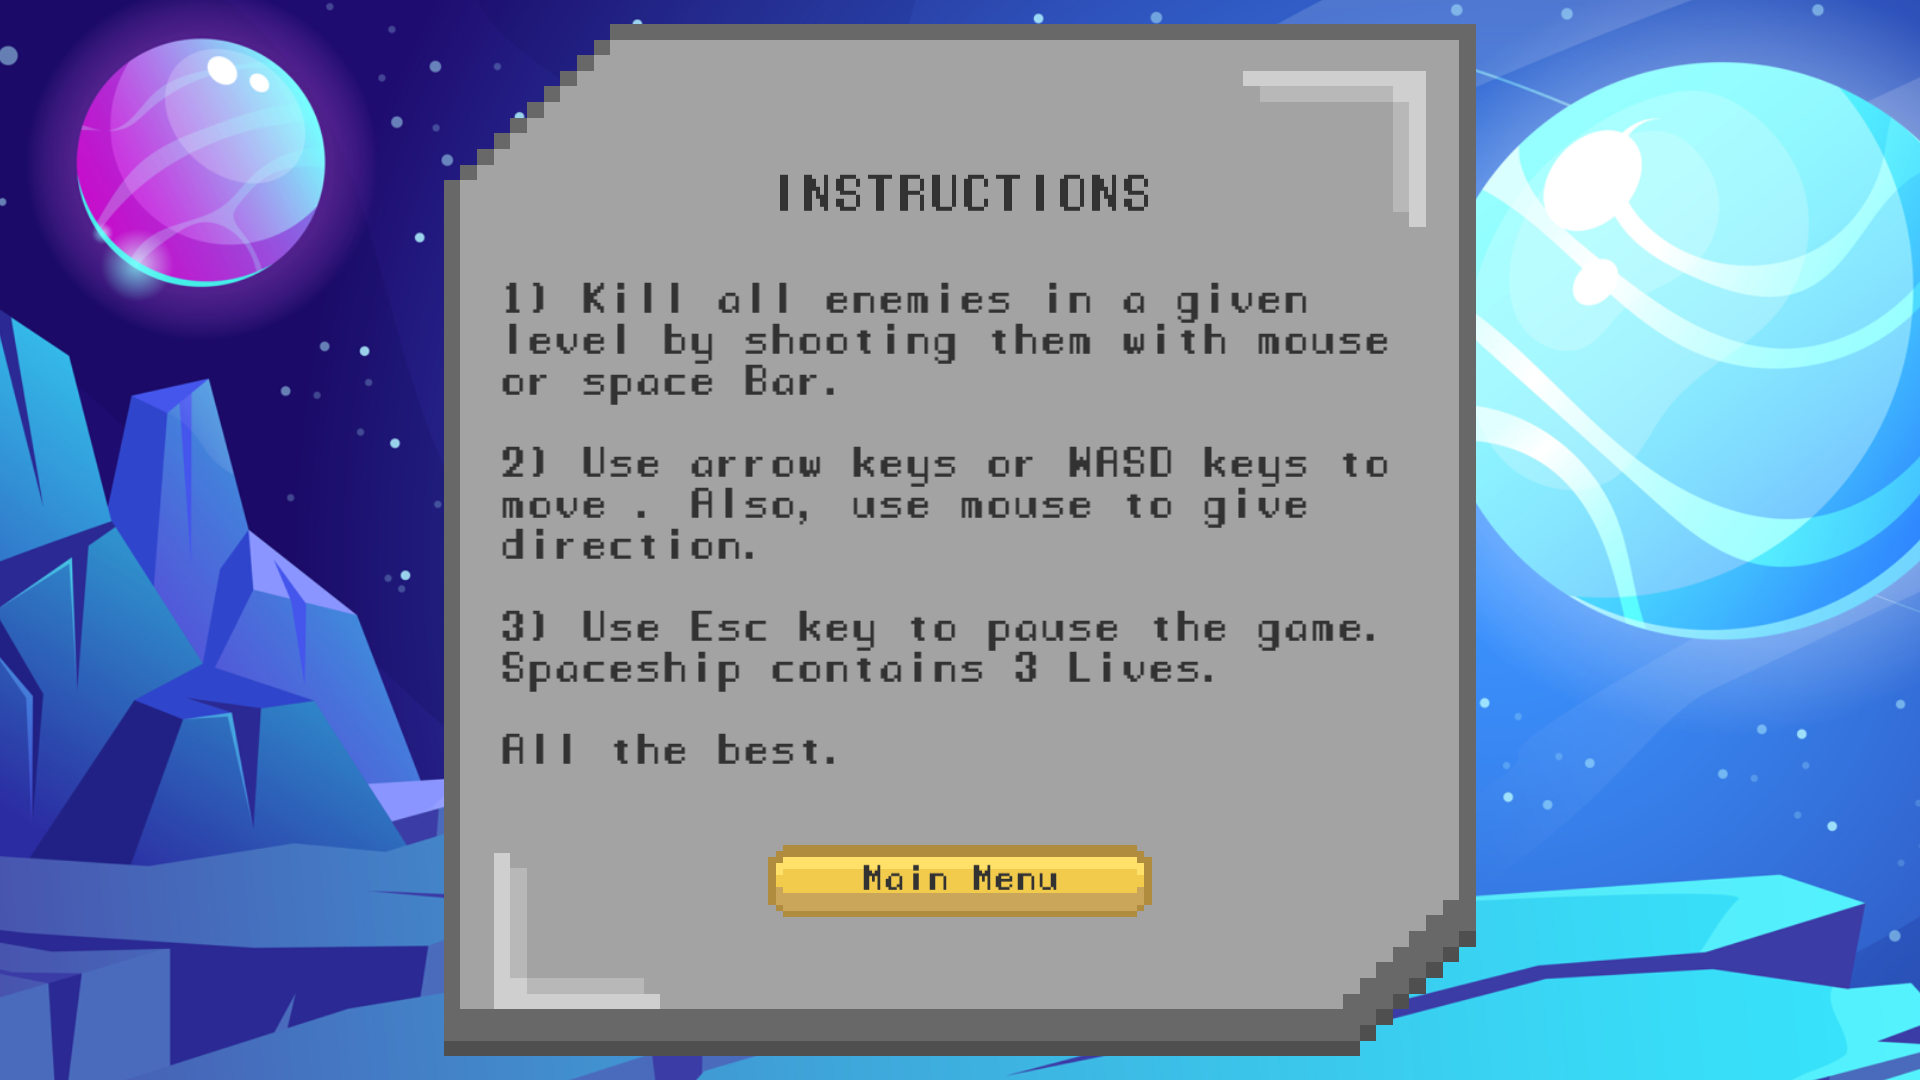 INSTRUCTIONS
1) Kill all enemies in a given
level by shooting them with mouse
or space Bar.
2) Use arrow keys or WASD keys to
move . Also, use mouse to give
direction.
3) Use Esc key to pause the game.
Spaceship contains 3 Lives.
All the best.
Main Menu